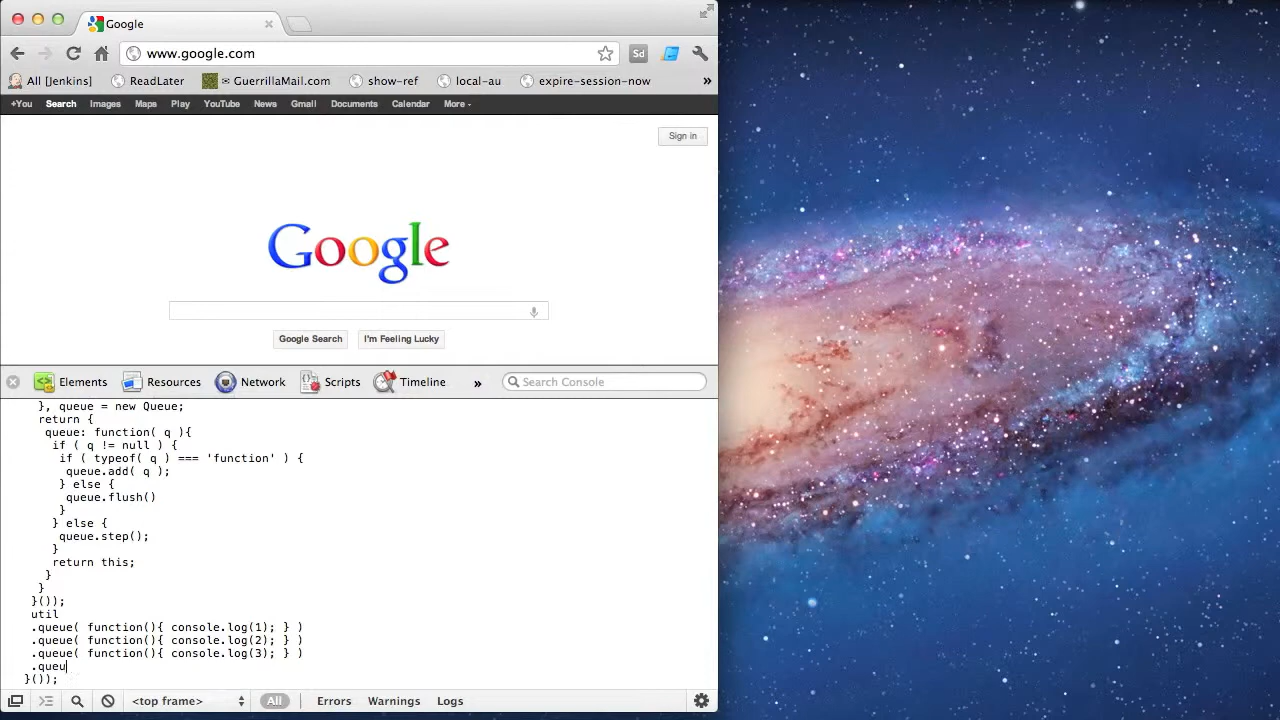 Google
www.google.com
Sd
All [Jenkins] ReadLater GuerrillaMail.com show-ref local-au expire-session-now »
+You Search Images Maps Play YouTube News Gmail Documents Calendar More
Sign in
Google
Google Search I'm Feeling Lucky
Elements Resources Network Scripts Timeline » Search Console
}, queue = new Queue;
return {
queue: function( q ){
if ( q != null ) {
if ( typeof( q ) === 'function' ) {
queue.add( q );
} else {
queue.flush()
}
} else {
queue.step();
}
return this;
}
}
}());
util
.queue( function(){ console.log(1); } )
.queue( function(){ console.log(2); } )
.queue( function(){ console.log(3); } )
.queu
}());
<top frame> All Errors Warnings Logs